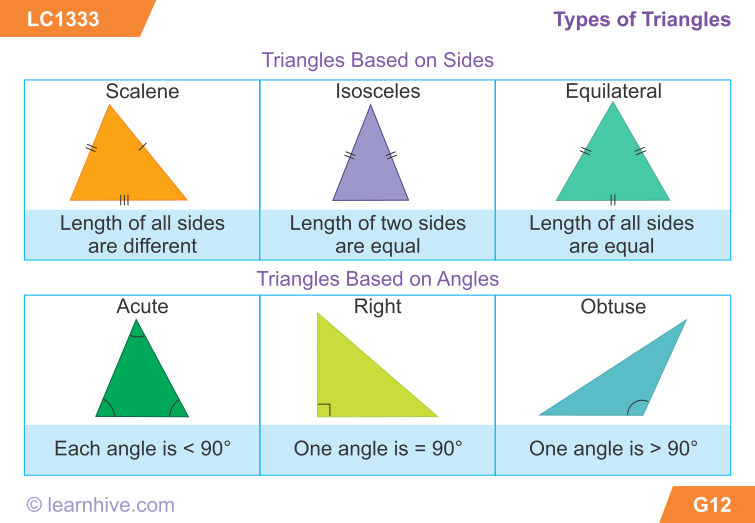 LC1333
Types of Triangles
Triangles Based on Sides
Scalene
Isosceles
Equilateral
Length of all sides
are different
Length of two sides
are equal
Length of all sides
are equal
Triangles Based on Angles
Acute
Right
Obtuse
Each angle is < 90°
One angle is = 90°
One angle is > 90°
© learnhive.com
G12